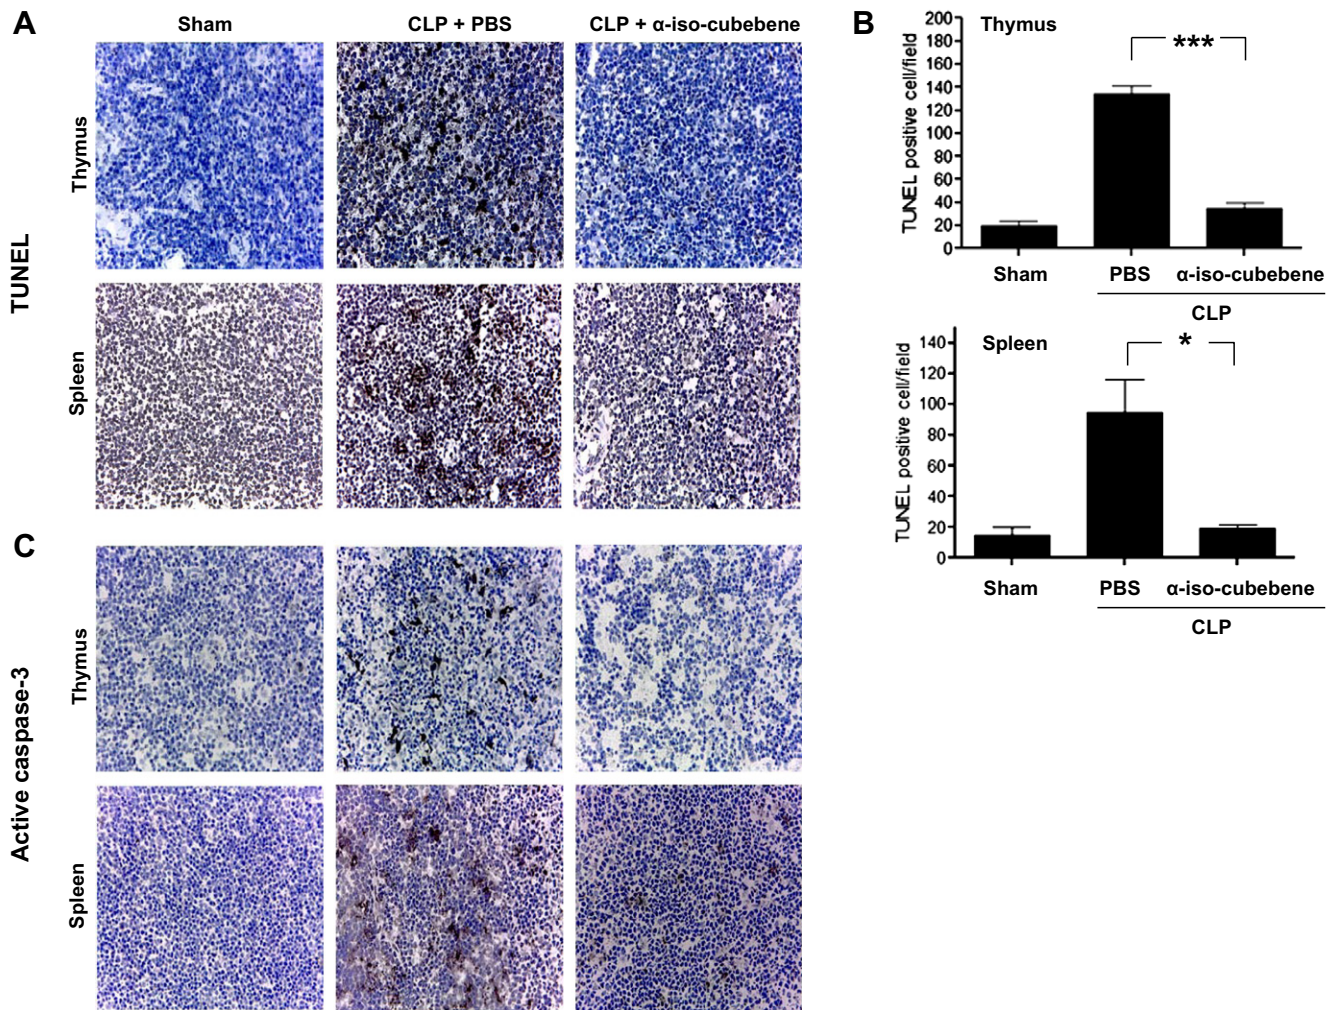 A
Sham
CLP + PBS
CLP + α-iso-cubebene
TUNEL
Thymus
Spleen
B
Thymus
***
TUNEL positive cell/field
200
180
160
140
120
100
80
60
40
20
0
Sham
PBS
α-iso-cubebene
CLP
Spleen
*
TUNEL positive cell/field
140
120
100
80
60
40
20
0
Sham
PBS
α-iso-cubebene
CLP
C
Active caspase-3
Thymus
Spleen